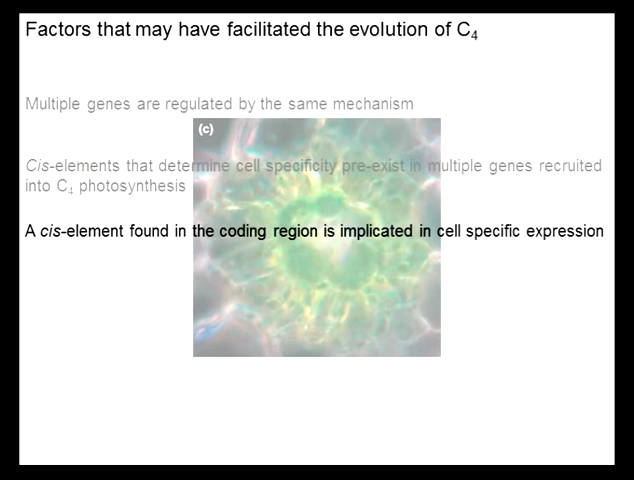 Factors that may have facilitated the evolution of C₄
Multiple genes are regulated by the same mechanism
(c)
Cis-elements that determine cell specificity pre-exist in multiple genes recruited
into C₄ photosynthesis
A cis-element found in the coding region is implicated in cell specific expression